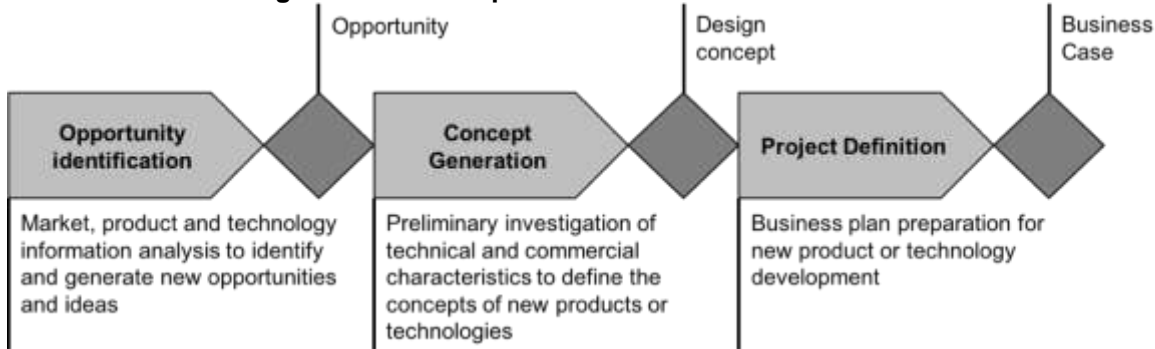 Opportunity
Design
concept
Business
Case
Opportunity
identification
Concept
Generation
Project Definition
Market, product and technology
information analysis to identify
and generate new opportunities
and ideas
Preliminary investigation of
technical and commercial
characteristics to define the
concepts of new products or
technologies
Business plan preparation for
new product or technology
development